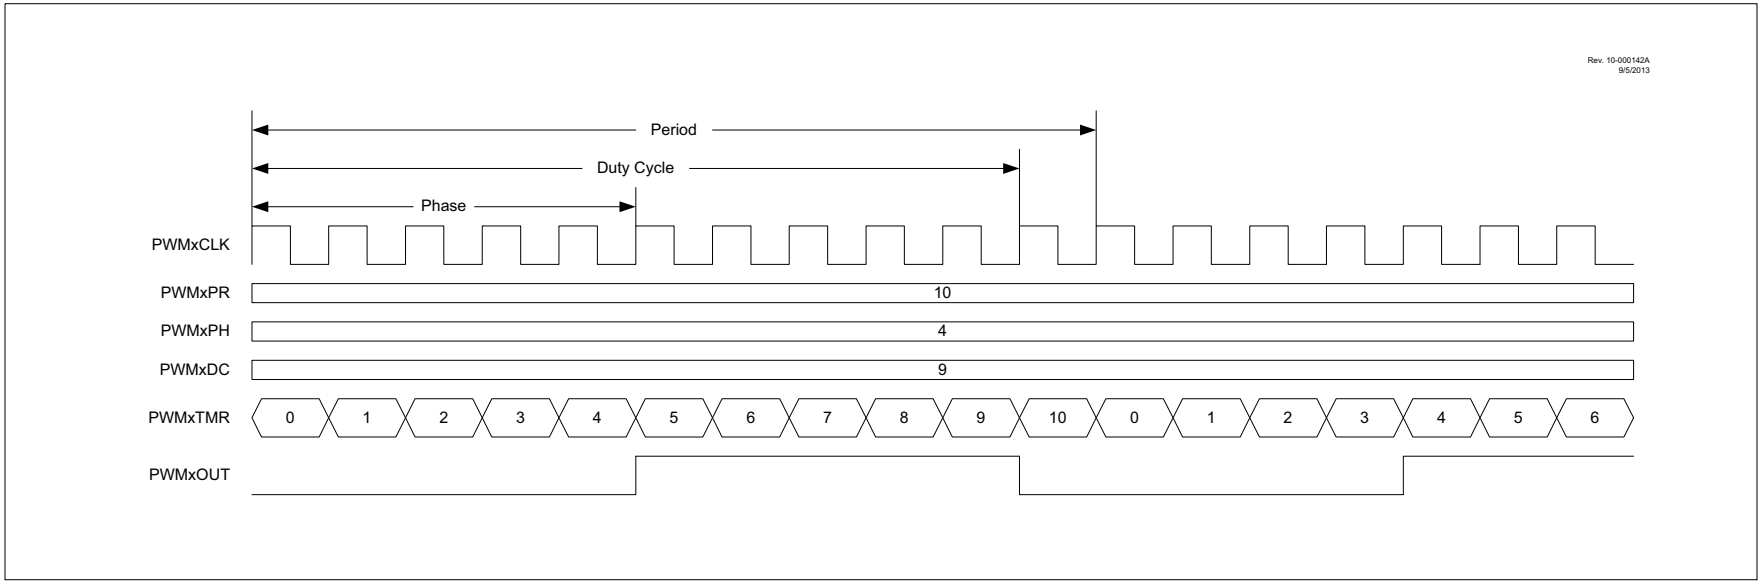 Rev. 10-000142A
9/5/2013
Period
Duty Cycle
Phase
PWMxCLK
PWMxPR 10
PWMxPH 4
PWMxDC 9
PWMxTMR 0 1 2 3 4 5 6 7 8 9 10 0 1 2 3 4 5 6
PWMxOUT